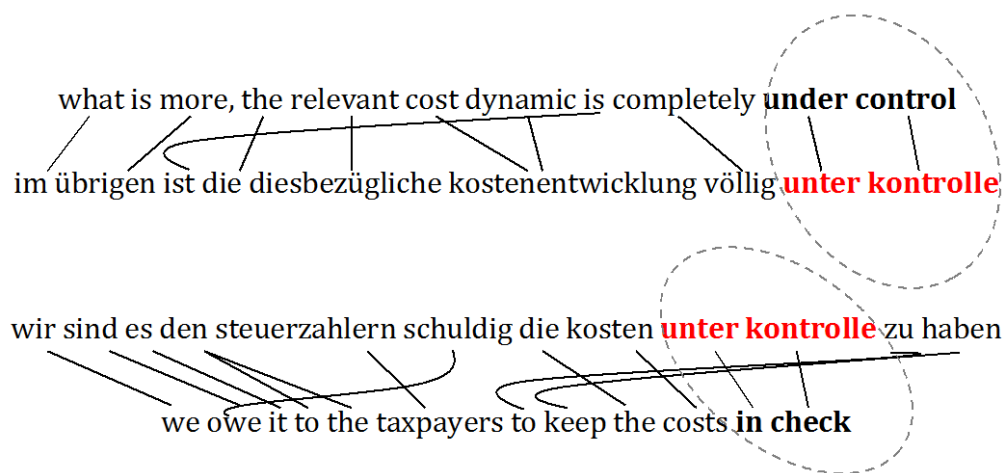 what is more, the relevant cost dynamic is completely under control
im übrigen ist die diesbezügliche kostenentwicklung völlig unter kontrolle
wir sind es den steuerzahlern schuldig die kosten unter kontrolle zu haben
we owe it to the taxpayers to keep the costs in check